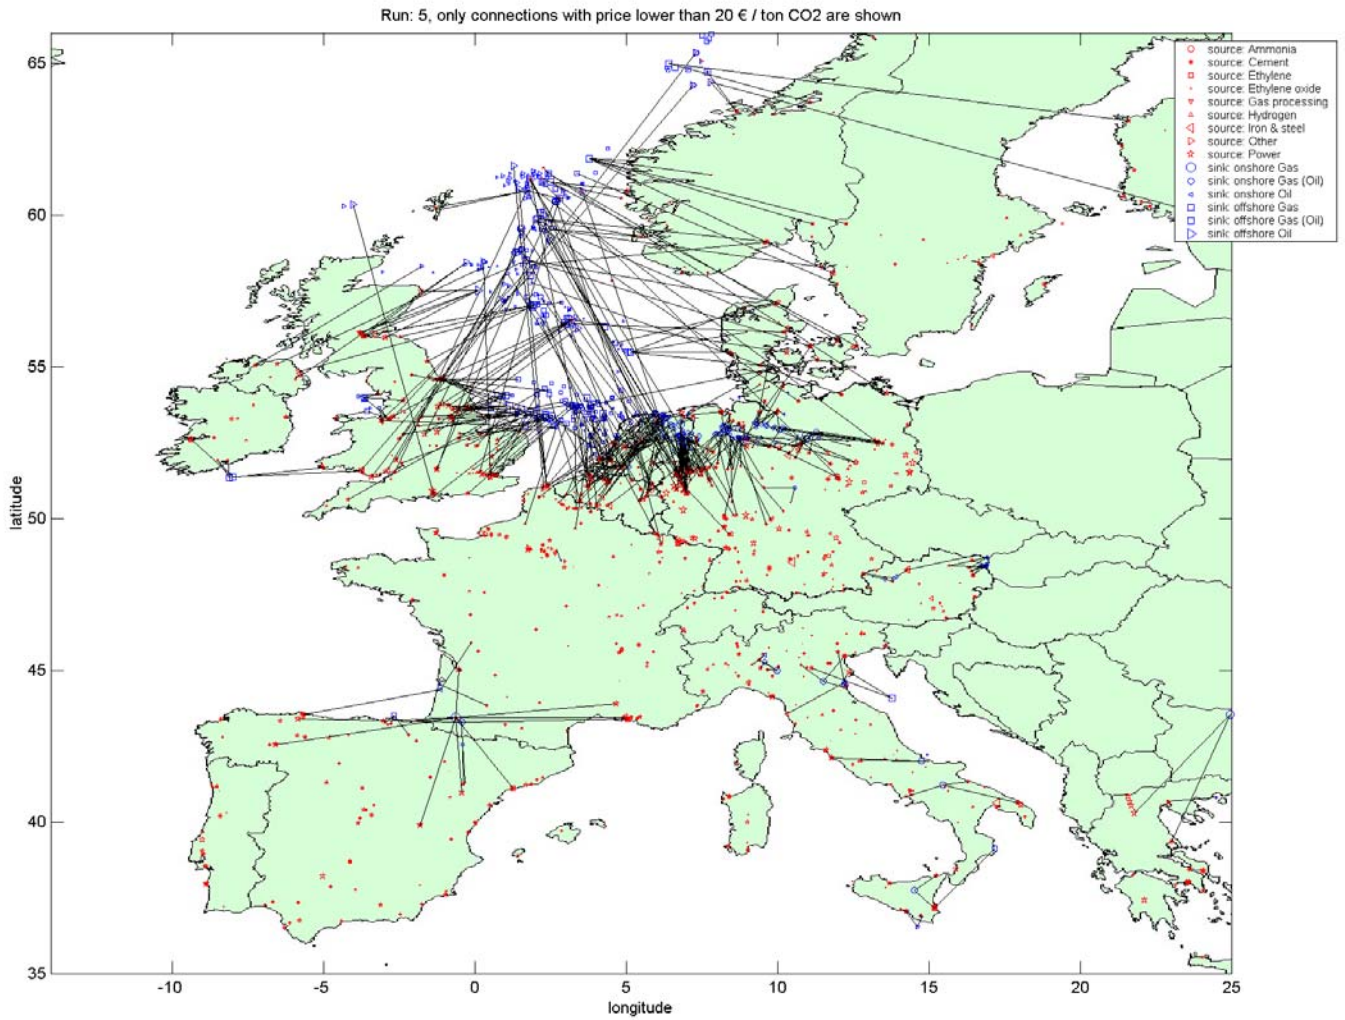 Run: 5, only connections with price lower than 20 € / ton CO2 are shown
source: Ammonia
source: Cement
source: Ethylene
source: Ethylene oxide
source: Gas processing
source: Hydrogen
source: Iron & steel
source: Other
source: Power
sink: onshore Gas
sink: onshore Gas (Oil)
sink: onshore Oil
sink: offshore Gas
sink: offshore Gas (Oil)
sink: offshore Oil
65
60
55
50
45
40
35
latitude
-10
-5
0
5
10
15
20
25
longitude